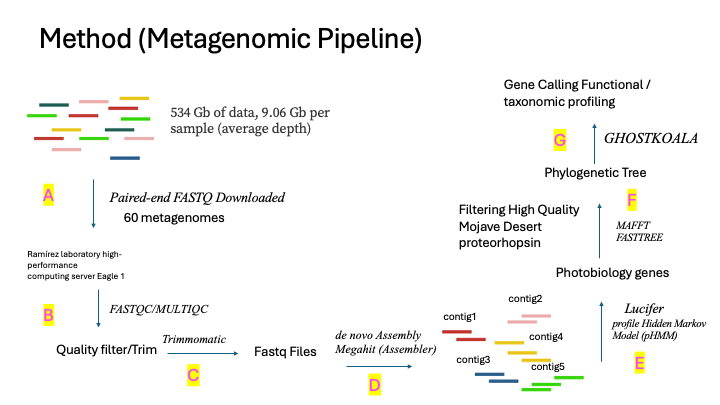 Method (Metagenomic Pipeline)
534 Gb of data, 9.06 Gb per
sample (average depth)
A
Paired-end FASTQ Downloaded
60 metagenomes
Ramírez laboratory high-
performance
computing server Eagle 1
B
FASTQC/MULTIQC
Quality filter/Trim
Trimmomatic
C
Fastq Files
de novo Assembly
Megahit (Assembler)
D
contig1
contig2
contig3
contig4
contig5
Lucifer
profile Hidden Markov
Model (pHMM)
E
Photobiology genes
MAFFT
FASTTREE
F
Filtering High Quality
Mojave Desert
proteorhopsin
Phylogenetic Tree
G
GHOSTKOALA
Gene Calling Functional /
taxonomic profiling